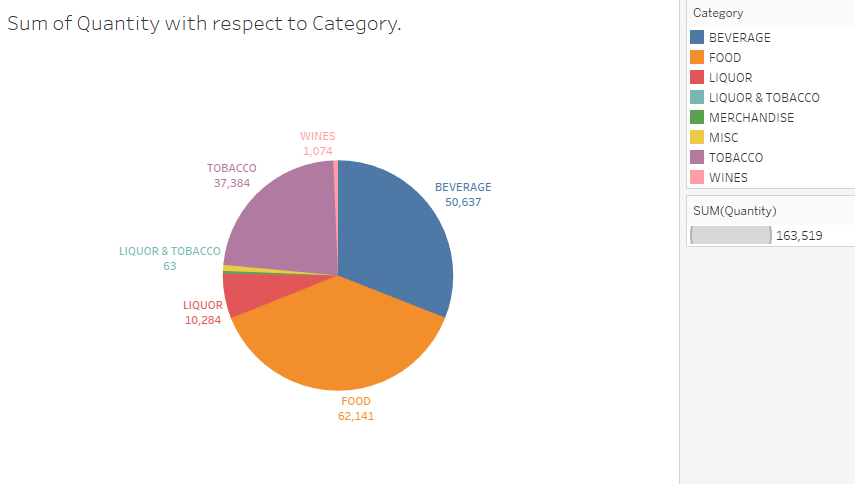 Sum of Quantity with respect to Category.
WINES
1,074
TOBACCO
37,384
BEVERAGE
50,637
LIQUOR & TOBACCO
63
LIQUOR
10,284
FOOD
62,141
Category
BEVERAGE
FOOD
LIQUOR
LIQUOR & TOBACCO
MERCHANDISE
MISC
TOBACCO
WINES
SUM(Quantity)
163,519